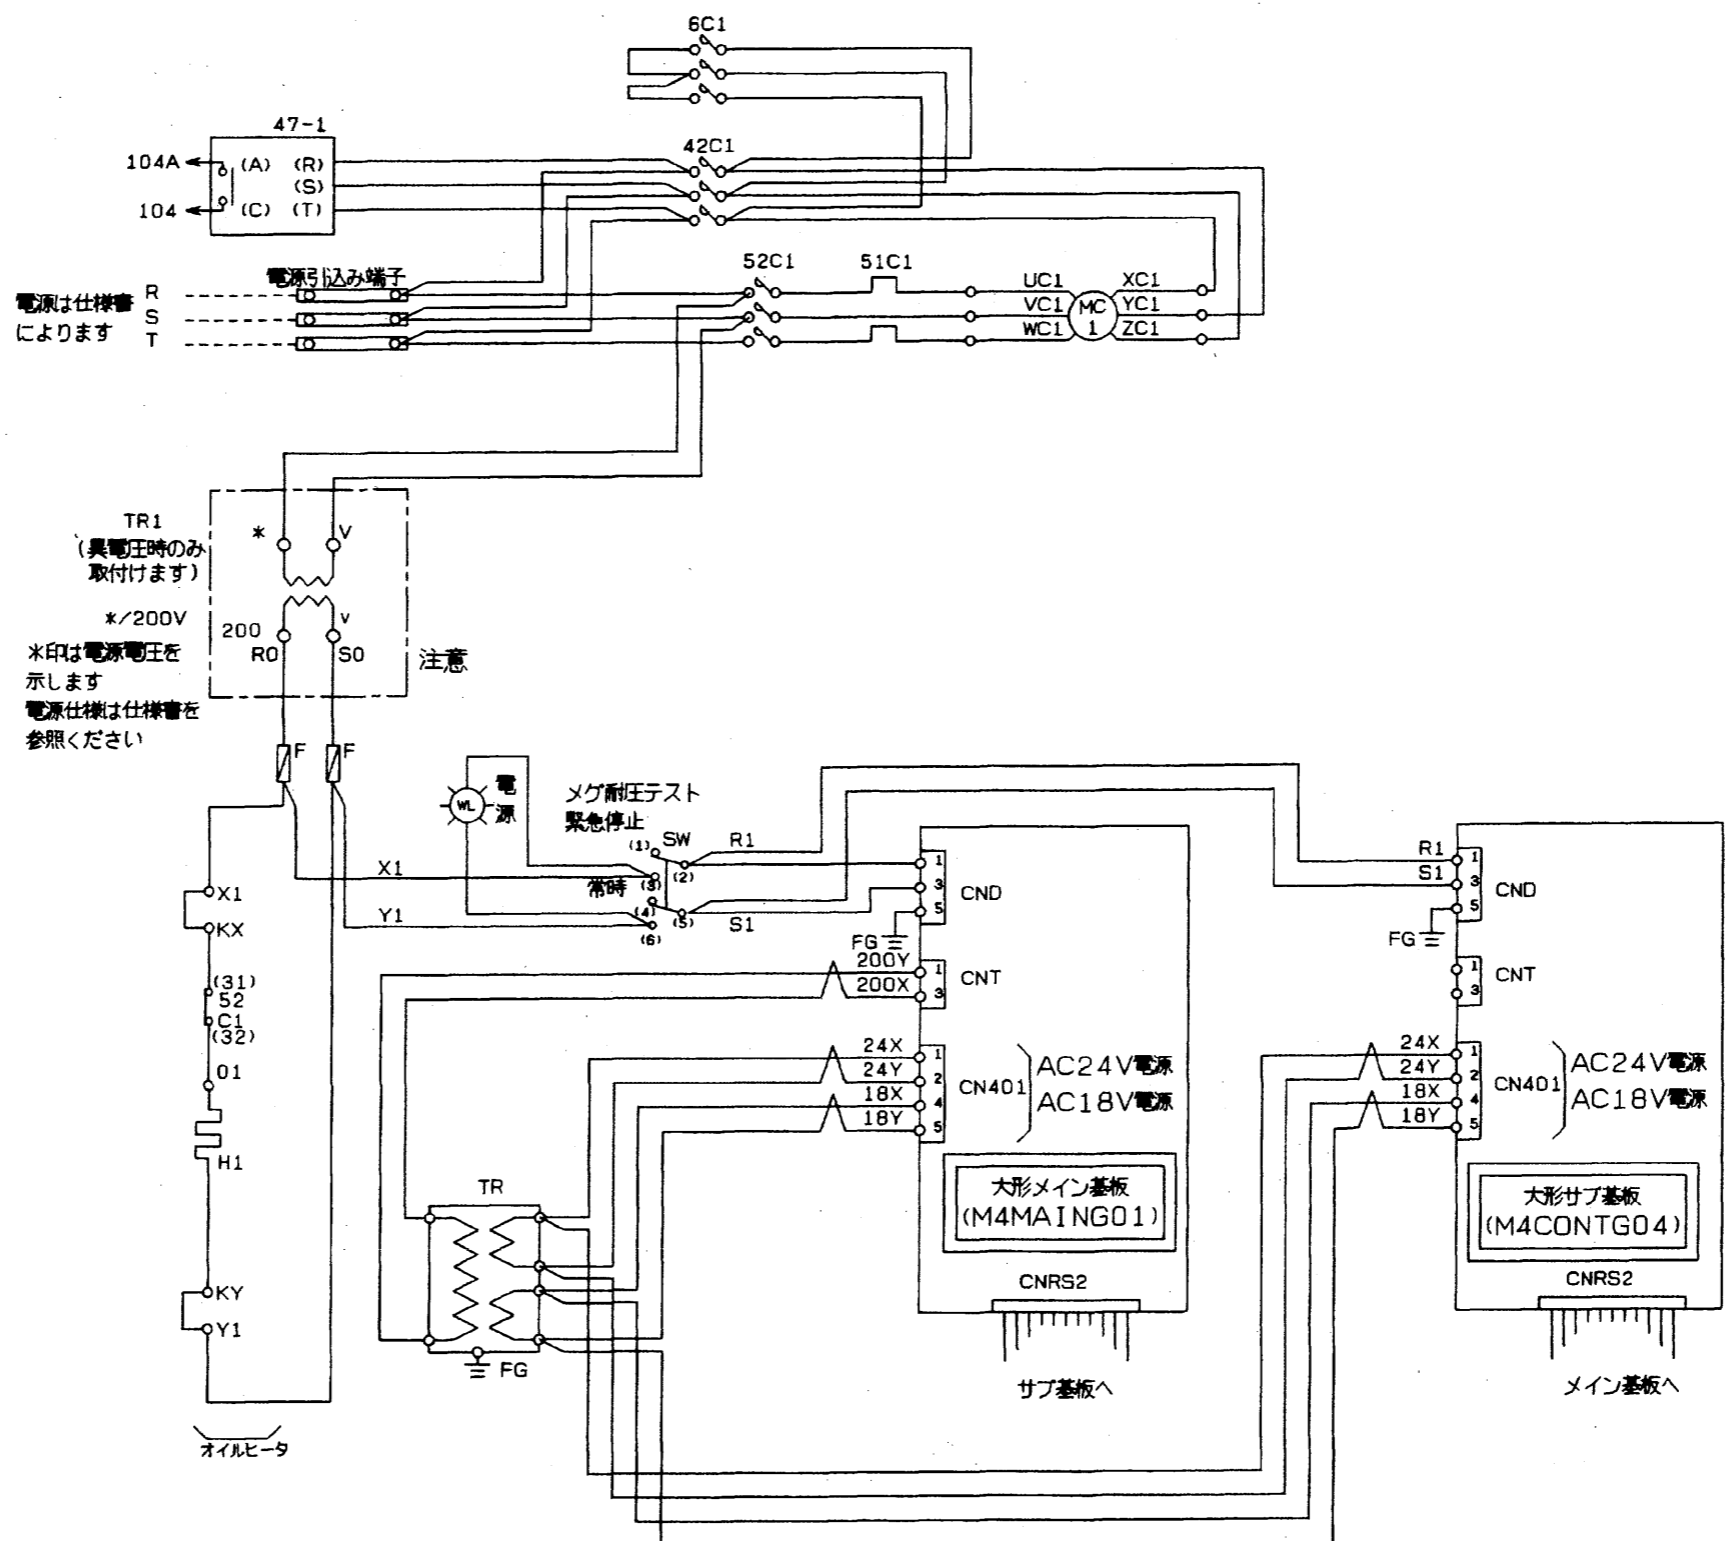 6C1
47-1
42C1
104A
(A)
(R)
(S)
104
(C)
(T)
電源引込み端子
52C1
51C1
電源は仕様書
によります
R
S
T
UC1
VC1
WC1
MC
1
XC1
YC1
ZC1
TR1
(異電圧時のみ
取付けます)
*/200V
*
V
200
v
R0
S0
注意
*印は電源電圧を
示します
電源仕様は仕様書を
参照ください
F
F
WL
電
源
メグ耐圧テスト
緊急停止
(1)
SW
(2)
(3)
常時
(4)
(5)
(6)
X1
Y1
R1
S1
1
3
5
CND
FG
200Y
200X
1
3
CNT
24X
24Y
18X
18Y
1
2
4
5
CN401
AC24V電源
AC18V電源
大形メイン基板
(M4MAING01)
CNRS2
サブ基板へ
R1
S1
1
3
5
CND
FG
1
3
CNT
24X
24Y
18X
18Y
1
2
4
5
CN401
AC24V電源
AC18V電源
大形サブ基板
(M4CONTG04)
CNRS2
メイン基板へ
X1
KX
(31)
52
C1
(32)
01
H1
KY
Y1
オイルヒータ
TR
FG